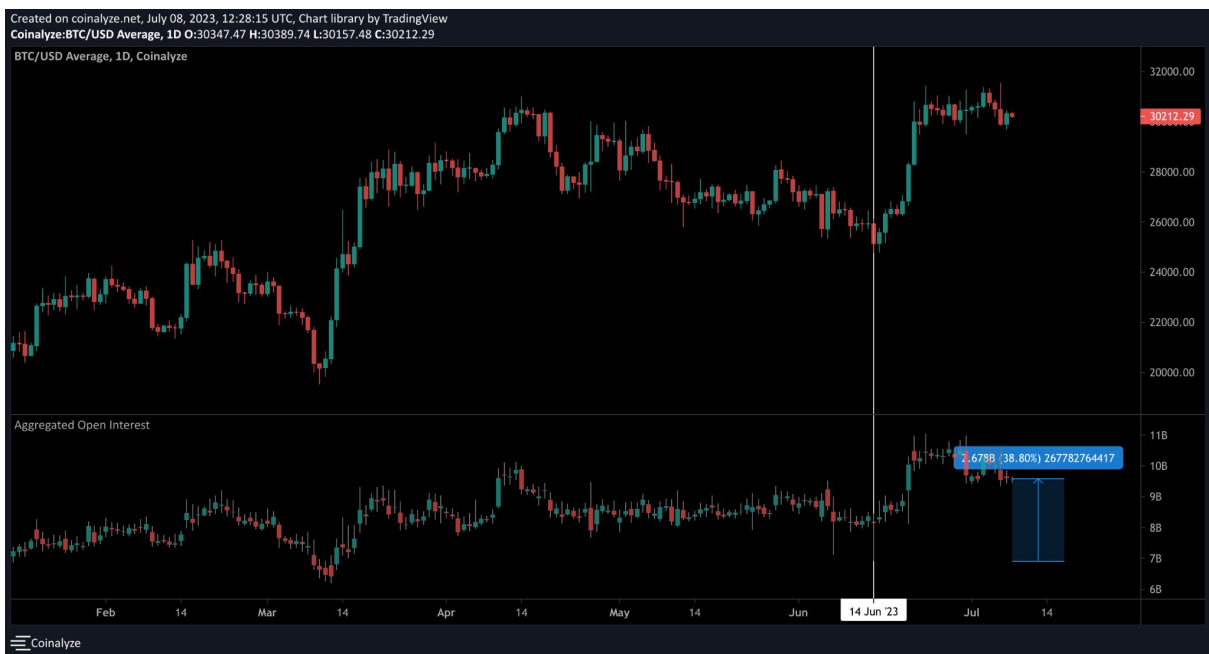 Created on coinalyze.net, July 08, 2023, 12:28:15 UTC, Chart library by TradingView
Coinalyze:BTC/USD Average, 1D O:30347.47 H:30389.74 L:30157.48 C:30212.29
BTC/USD Average, 1D, Coinalyze
32000.00
30212.29
28000.00
26000.00
24000.00
22000.00
20000.00
Aggregated Open Interest
11B
2.678B (38.80%) 267782764417
10B
9B
8B
7B
6B
Feb 14 Mar 14 Apr 14 May 14 Jun 14 Jun '23 Jul 14
Coinalyze